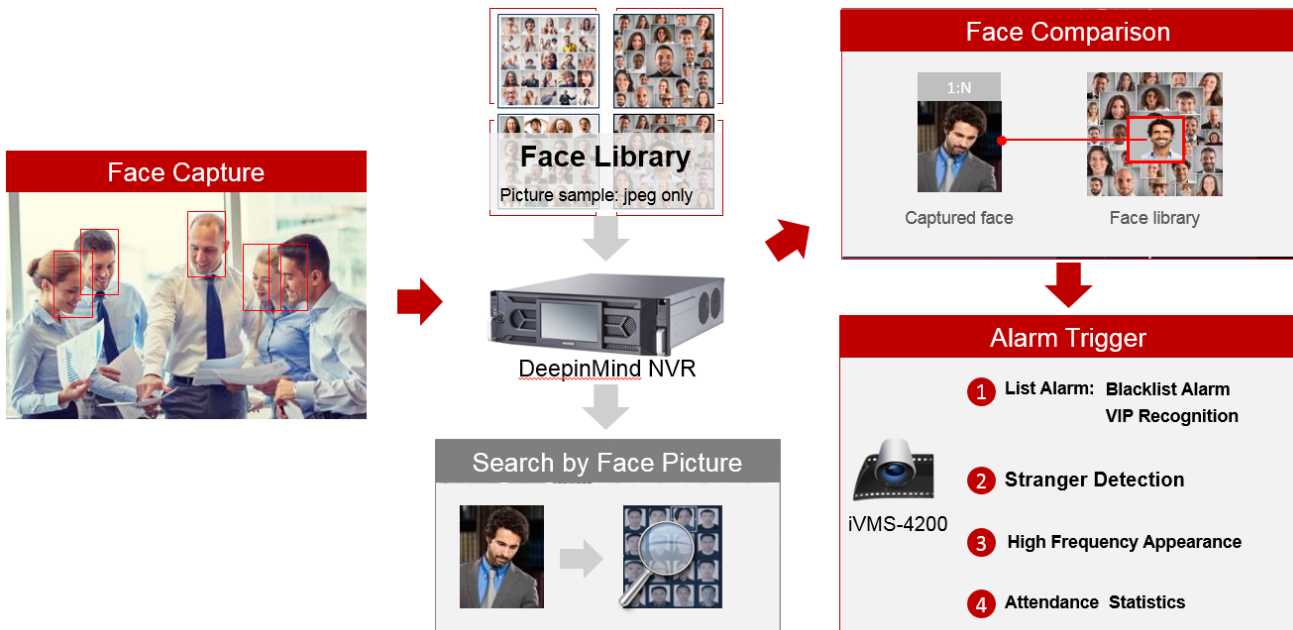 Face Capture
Face Library
Picture sample: jpeg only
DeepinMind NVR
Search by Face Picture
Face Comparison
1:N
Captured face
Face library
Alarm Trigger
iVMS-4200
1 List Alarm: Blacklist Alarm
VIP Recognition
2 Stranger Detection
3 High Frequency Appearance
4 Attendance Statistics